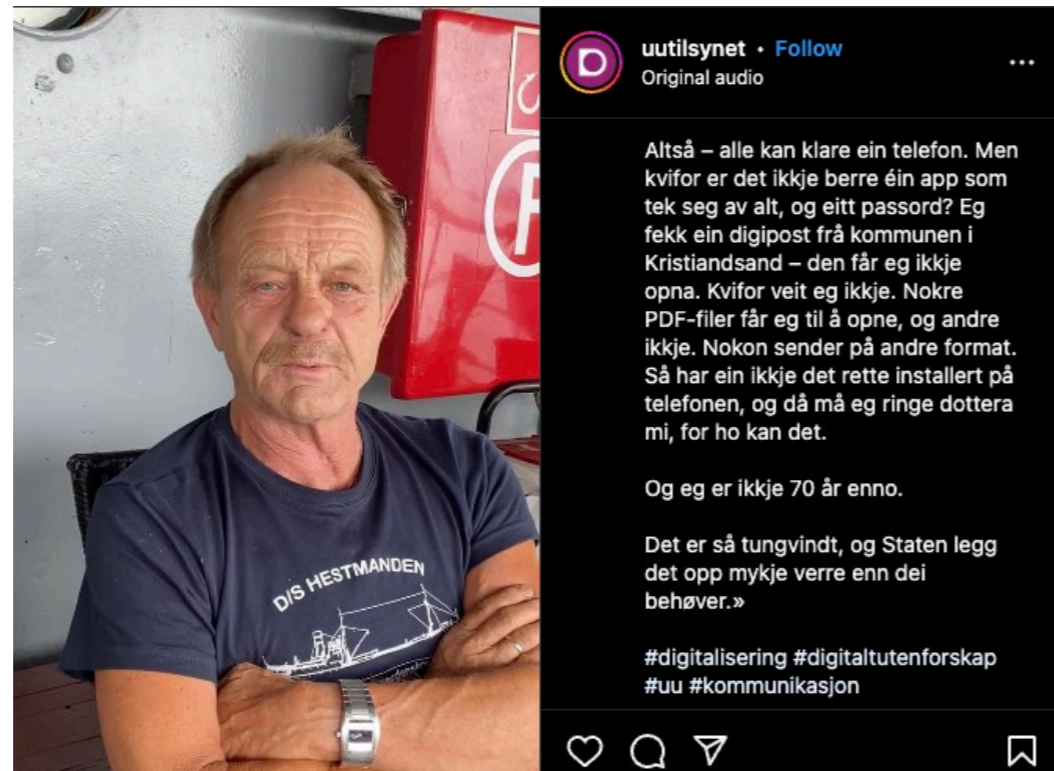 uutilsynet • Follow
Original audio
Altså – alle kan klare ein telefon. Men
kvifor er det ikkje berre éin app som
tek seg av alt, og eitt passord? Eg
fekk ein digipost frå kommunen i
Kristiandsand – den får eg ikkje
opna. Kvifor veit eg ikkje. Nokre
PDF-filer får eg til å opne, og andre
ikkje. Nokon sender på andre format.
Så har ein ikkje det rette installert på
telefonen, og då må eg ringe dottera
mi, for ho kan det.
Og eg er ikkje 70 år enno.
Det er så tungvindt, og Staten legg
det opp mykje verre enn dei
behøver.»
#digitalisering #digitaltutenforskap
#uu #kommunikasjon
D/S HESTMANDEN